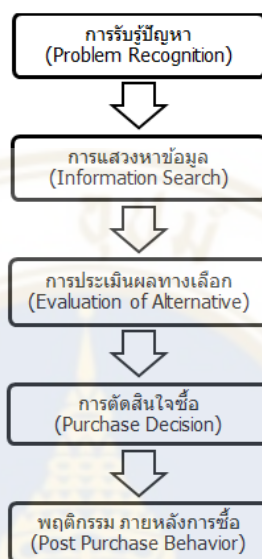 การรับรู้ปัญหา
(Problem Recognition)
การแสวงหาข้อมูล
(Information Search)
การประเมินผลทางเลือก
(Evaluation of Alternative)
การตัดสินใจซื้อ
(Purchase Decision)
พฤติกรรม ภายหลังการซื้อ
(Post Purchase Behavior)